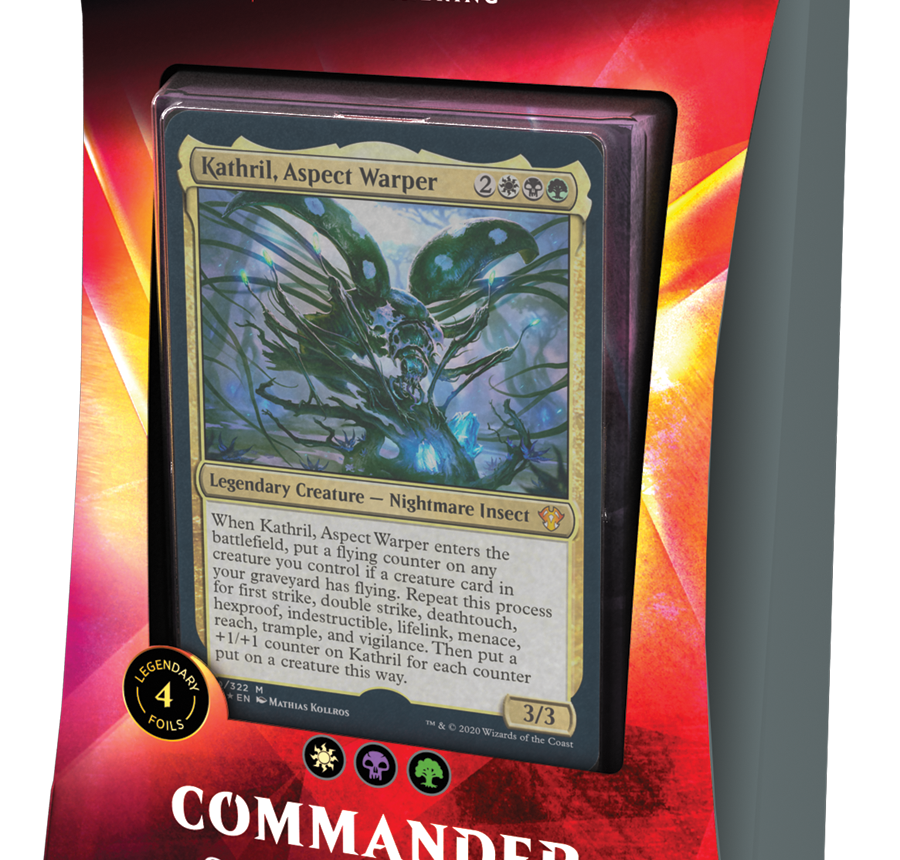 Kathril, Aspect Warper 2
Legendary Creature — Nightmare Insect
When Kathril, Aspect Warper enters the
battlefield, put a flying counter on any
creature you control if a creature card in
your graveyard has flying. Repeat this process
for first strike, double strike, deathtouch,
hexproof, indestructible, lifelink, menace,
reach, trample, and vigilance. Then put a
+1/+1 counter on Kathril for each counter
put on a creature this way.
3/3
/322 M
EN Mathias Kollros
™ & © 2020 Wizards of the Coast
LEGENDARY
4
FOILS
COMMANDER